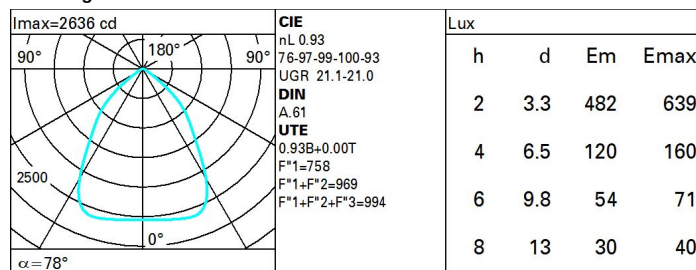 Imax=2636 cd
90°
180°
90°
2500
0°
α=78°
CIE
nL 0.93
76-97-99-100-93
UGR 21.1-21.0
DIN
A.61
UTE
0.93B+0.00T
F"1=758
F"1+F"2=969
F"1+F"2+F"3=994
Lux
h d Em Emax
2 3.3 482 639
4 6.5 120 160
6 9.8 54 71
8 13 30 40